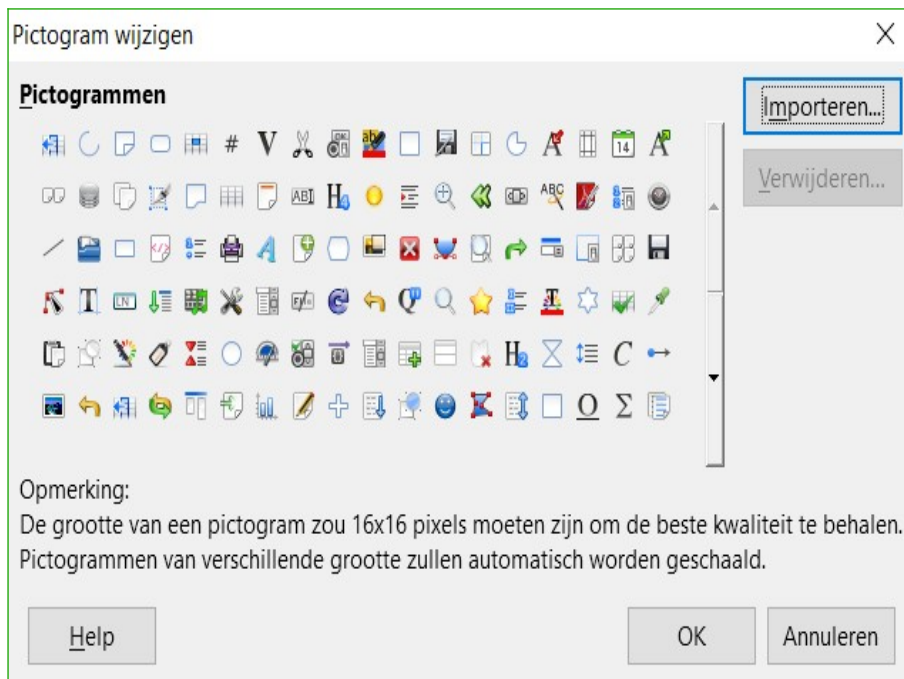 Pictogram wijzigen
Pictogrammen
Importeren...
Verwijderen...
Opmerking:
De grootte van een pictogram zou 16x16 pixels moeten zijn om de beste kwaliteit te behalen.
Pictogrammen van verschillende grootte zullen automatisch worden geschaald.
Help
OK
Annuleren